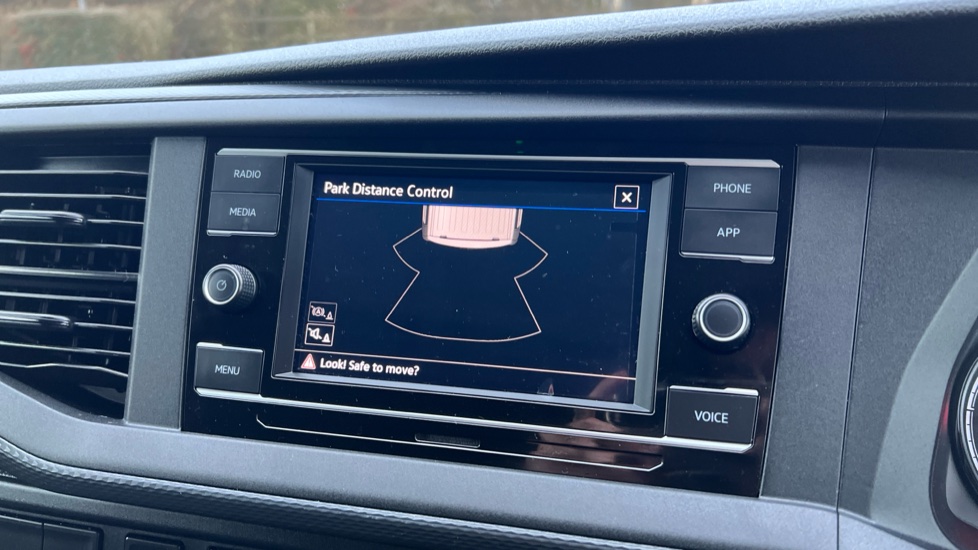 RADIO
MEDIA
MENU
Park Distance Control
Look! Safe to move?
PHONE
APP
VOICE